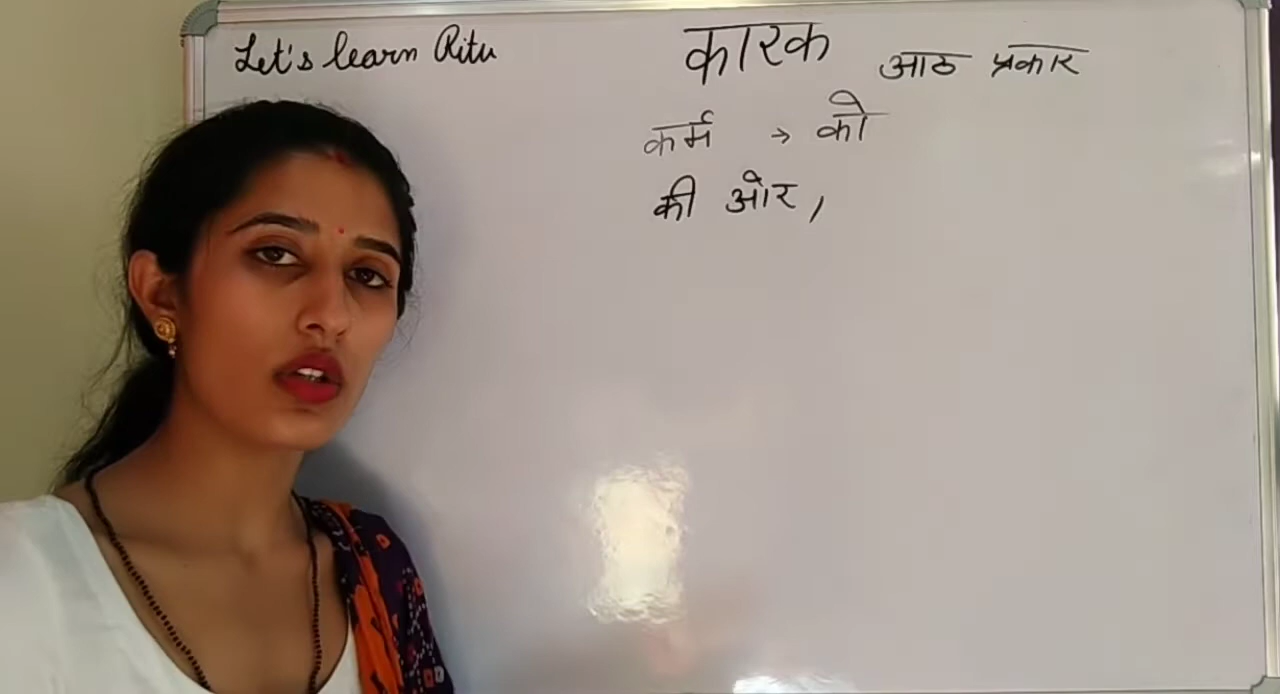 Let's learn Ritu
कारक आठ प्रकार
कर्म → को
की ओर,